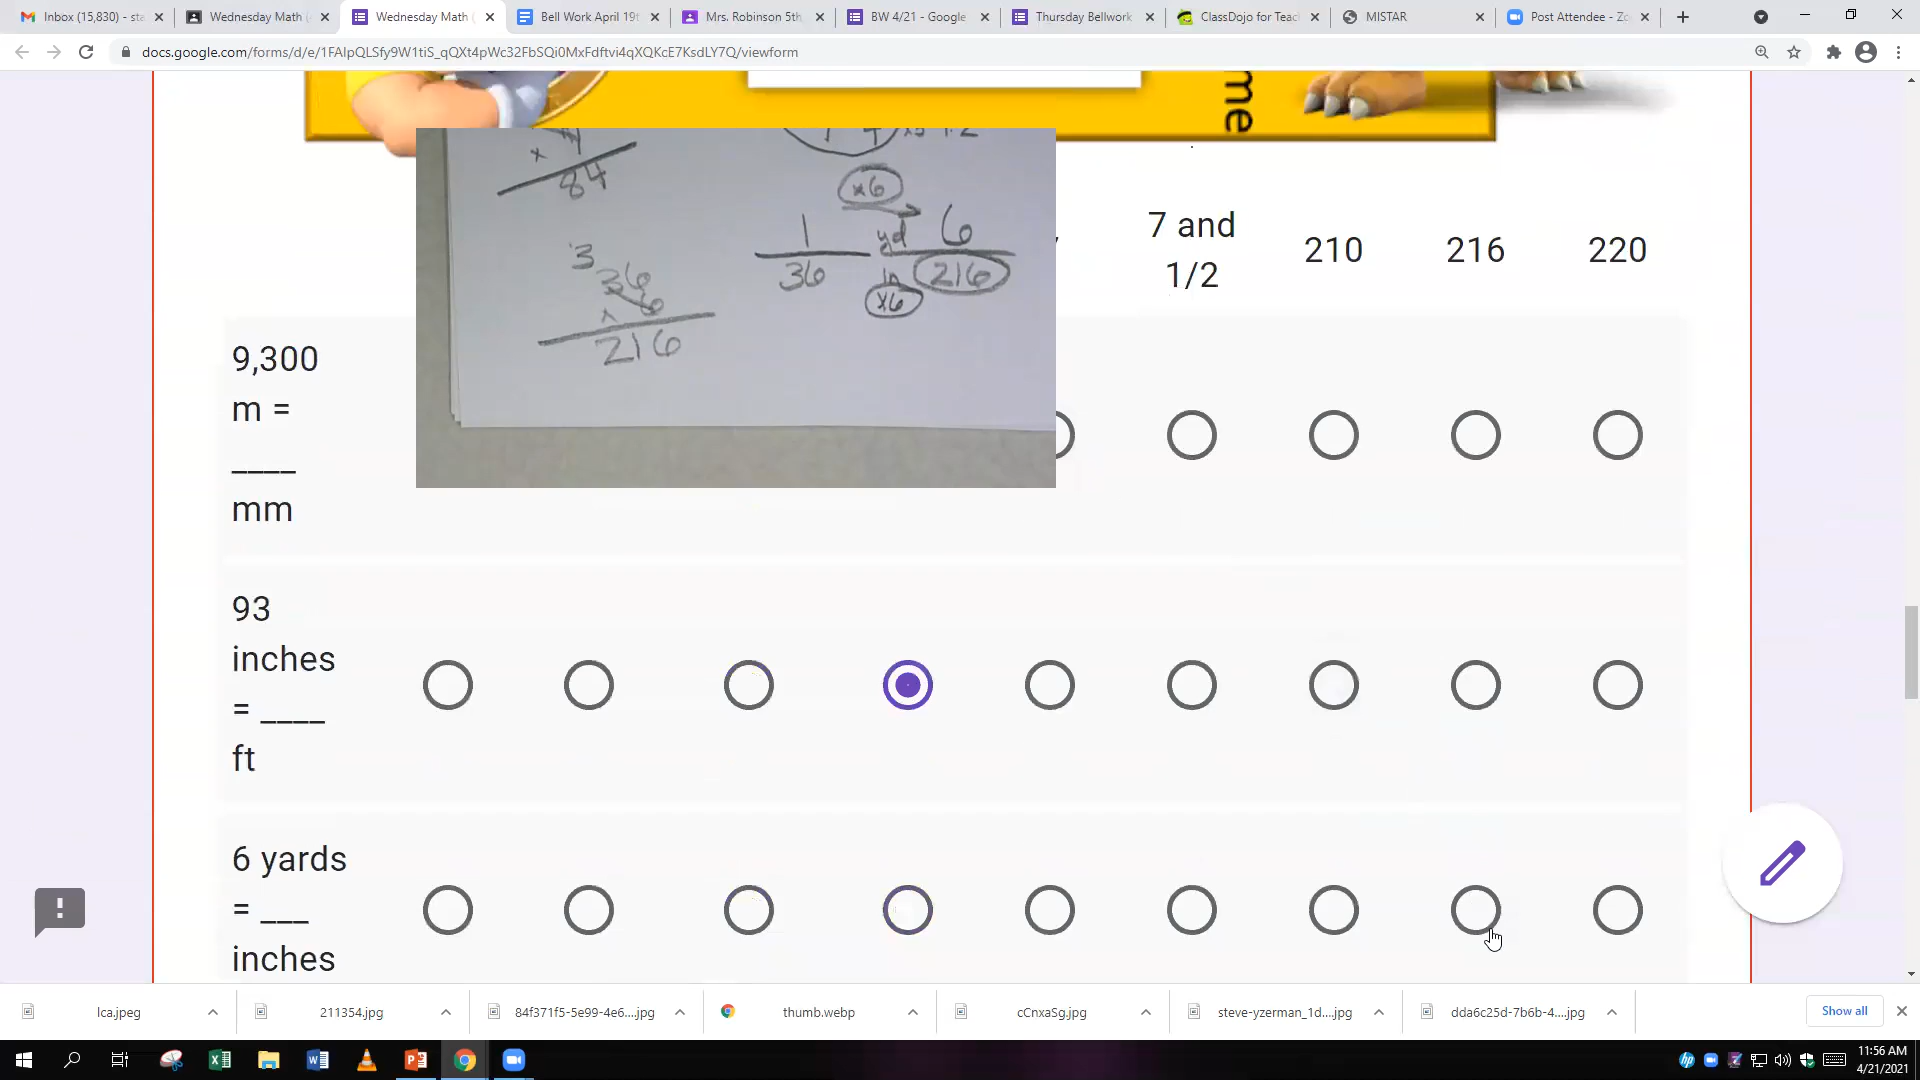 Inbox (15,830) - sta
Wednesday Math (
Wednesday Math (
Bell Work April 19t
Mrs. Robinson 5th
BW 4/21 - Google
Thursday Bellwork
ClassDojo for Teac
MISTAR
Post Attendee - Zo
docs.google.com/forms/d/e/1FAIpQLSfy9W1tiS_qQXt4pWc32FbSQi0MxFdftvi4qXQKcE7KsdLY7Q/viewform
me
x
84
x6
1 yd 6
36 in 216
x6
3
36
x 6
216
7 and
1/2
210
216
220
9,300
m =
____
mm
93
inches
= ____
ft
6 yards
= ___
inches
!
lca.jpeg
211354.jpg
84f371f5-5e99-4e6....jpg
thumb.webp
cCnxaSg.jpg
steve-yzerman_1d....jpg
dda6c25d-7b6b-4....jpg
Show all
11:56 AM
4/21/2021